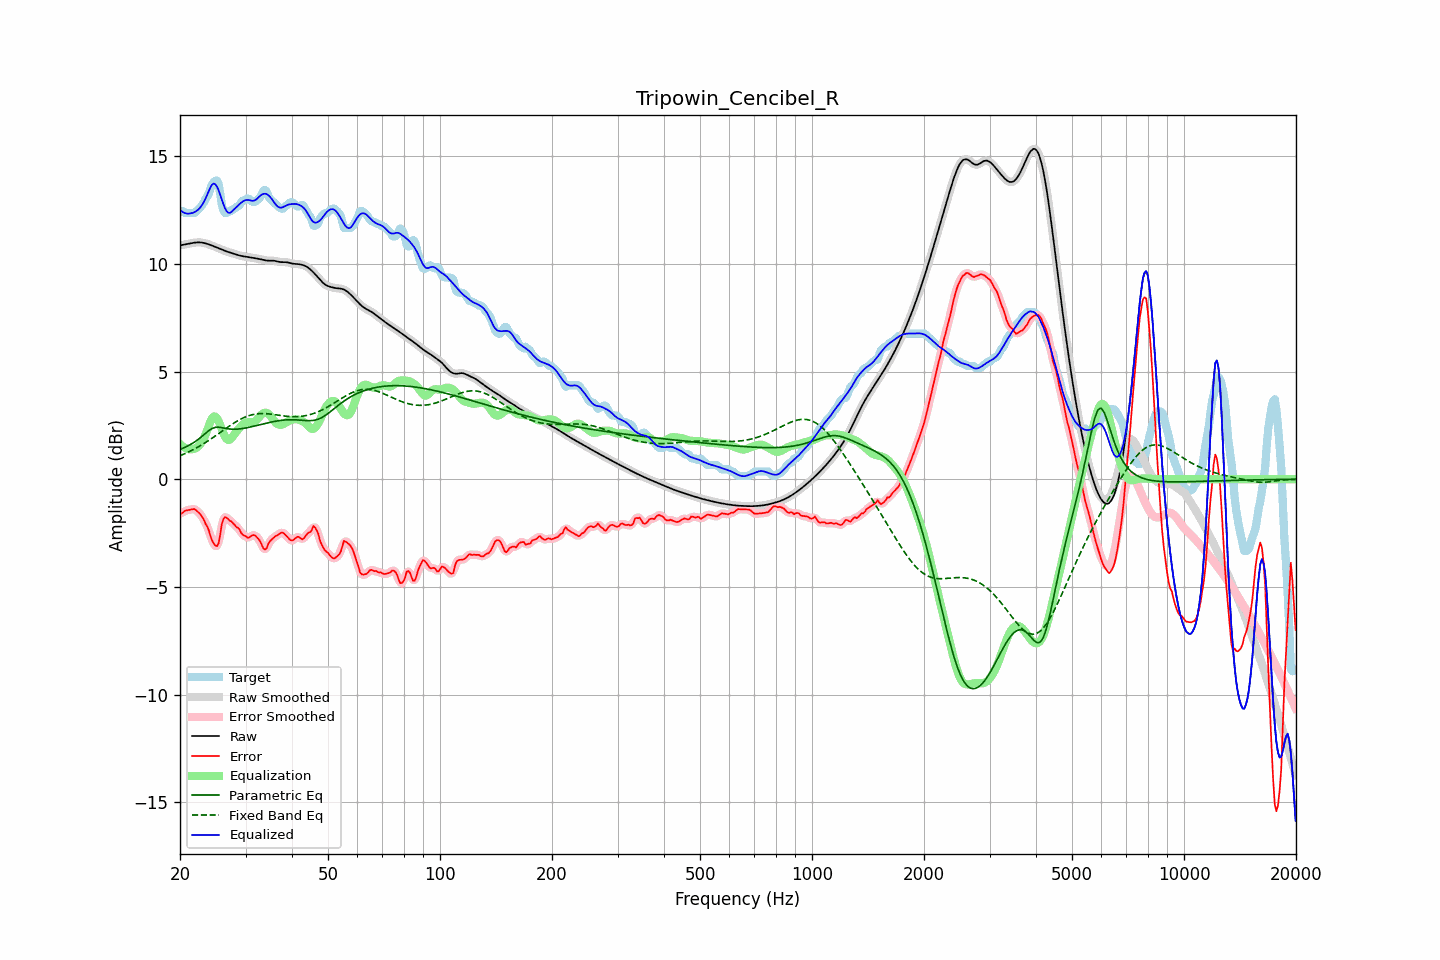 Tripowin_Cencibel_R
Amplitude (dBr)
15
10
5
0
−5
−10
−15
Target
Raw Smoothed
Error Smoothed
Raw
Error
Equalization
Parametric Eq
Fixed Band Eq
Equalized
20
50
100
200
500
1000
2000
5000
10000
20000
Frequency (Hz)